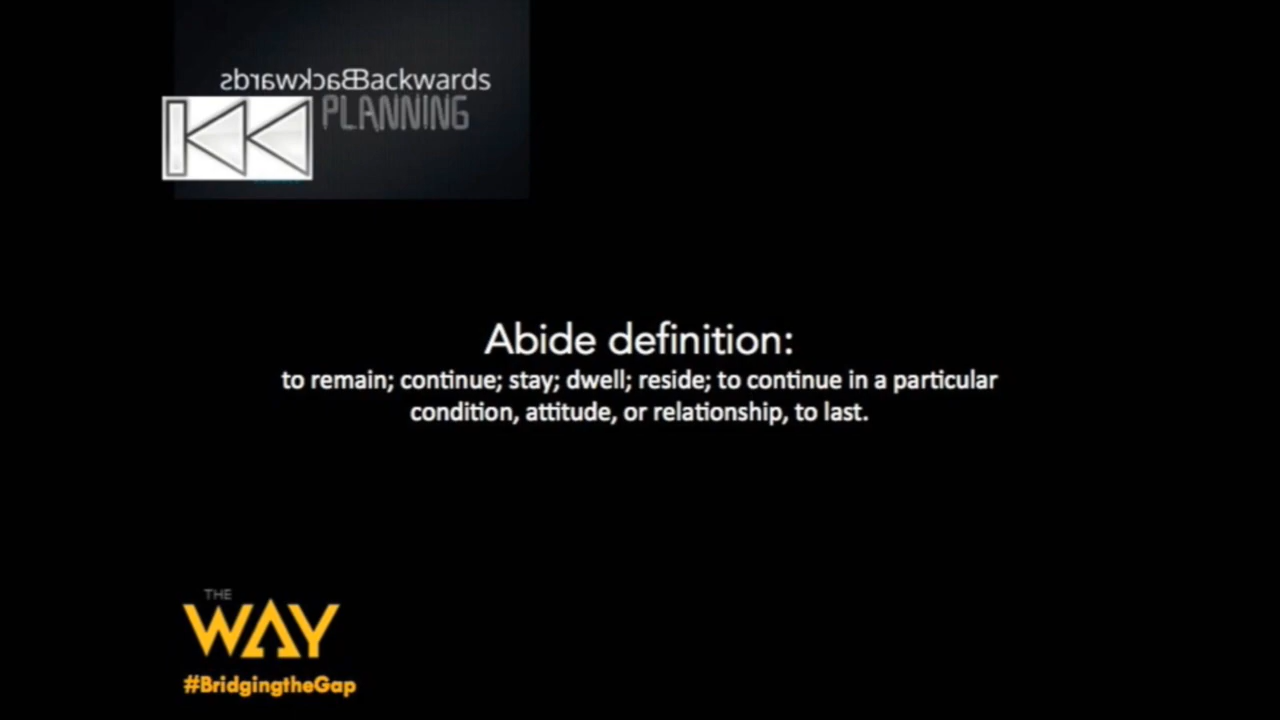 sbrawkcaBBackwards
PLANNING
Abide definition:
to remain; continue; stay; dwell; reside; to continue in a particular
condition, attitude, or relationship, to last.
THE
WAY
#BridgingtheGap